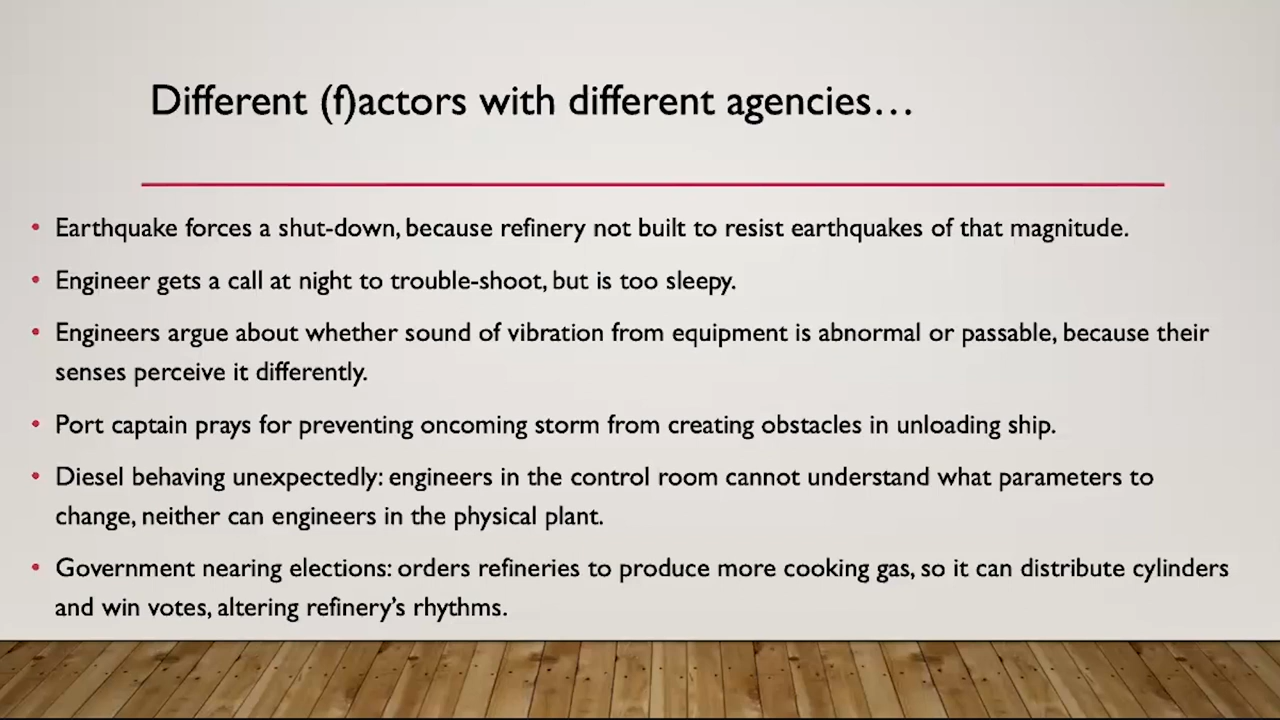 Different (f)actors with different agencies...
• Earthquake forces a shut-down, because refinery not built to resist earthquakes of that magnitude.
• Engineer gets a call at night to trouble-shoot, but is too sleepy.
• Engineers argue about whether sound of vibration from equipment is abnormal or passable, because their
senses perceive it differently.
• Port captain prays for preventing oncoming storm from creating obstacles in unloading ship.
• Diesel behaving unexpectedly: engineers in the control room cannot understand what parameters to
change, neither can engineers in the physical plant.
• Government nearing elections: orders refineries to produce more cooking gas, so it can distribute cylinders
and win votes, altering refinery's rhythms.